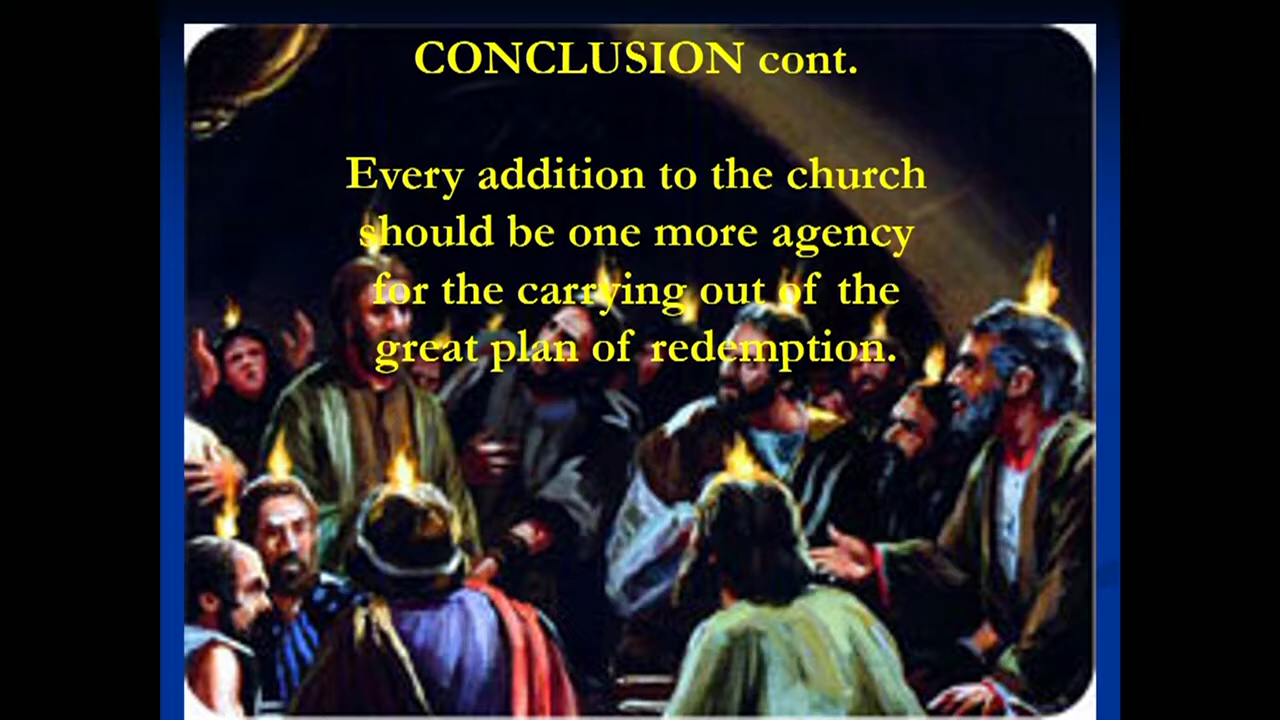 CONCLUSION cont.
Every addition to the church
should be one more agency
for the carrying out of the
great plan of redemption.